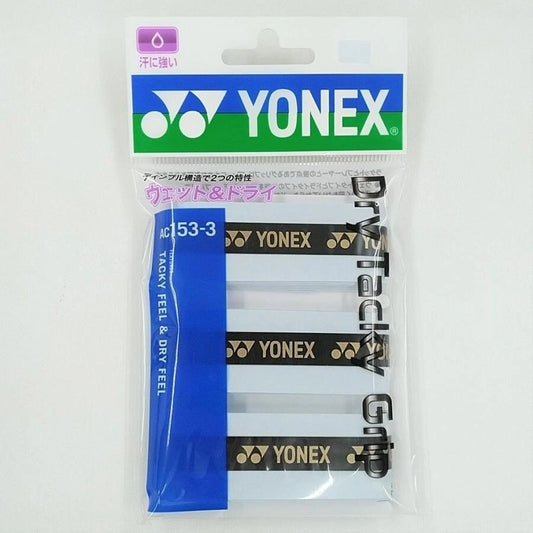 汗に強い
YONEX®
ディンプル構造で2つの特性
ウェット&ドライ
AC153-3
TACKY FEEL & DRY FEEL
Dry Tacky Grip
YONEX
YONEX
YONEX